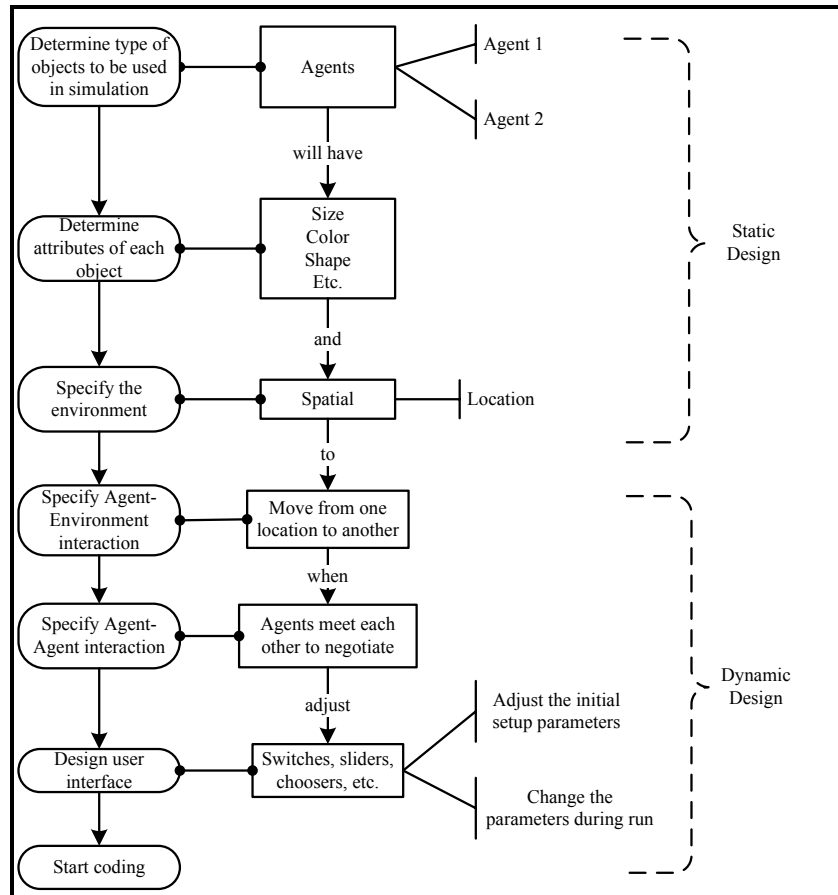 Determine type of
objects to be used
in simulation
Agents
Agent 1
Agent 2
will have
Determine
attributes of each
object
Size
Color
Shape
Etc.
Static
Design
and
Specify the
environment
Spatial
Location
to
Specify Agent-
Environment
interaction
Move from one
location to another
when
Specify Agent-
Agent interaction
Agents meet each
other to negotiate
adjust
Adjust the initial
setup parameters
Dynamic
Design
Design user
interface
Switches, sliders,
choosers, etc.
Change the
parameters during run
Start coding